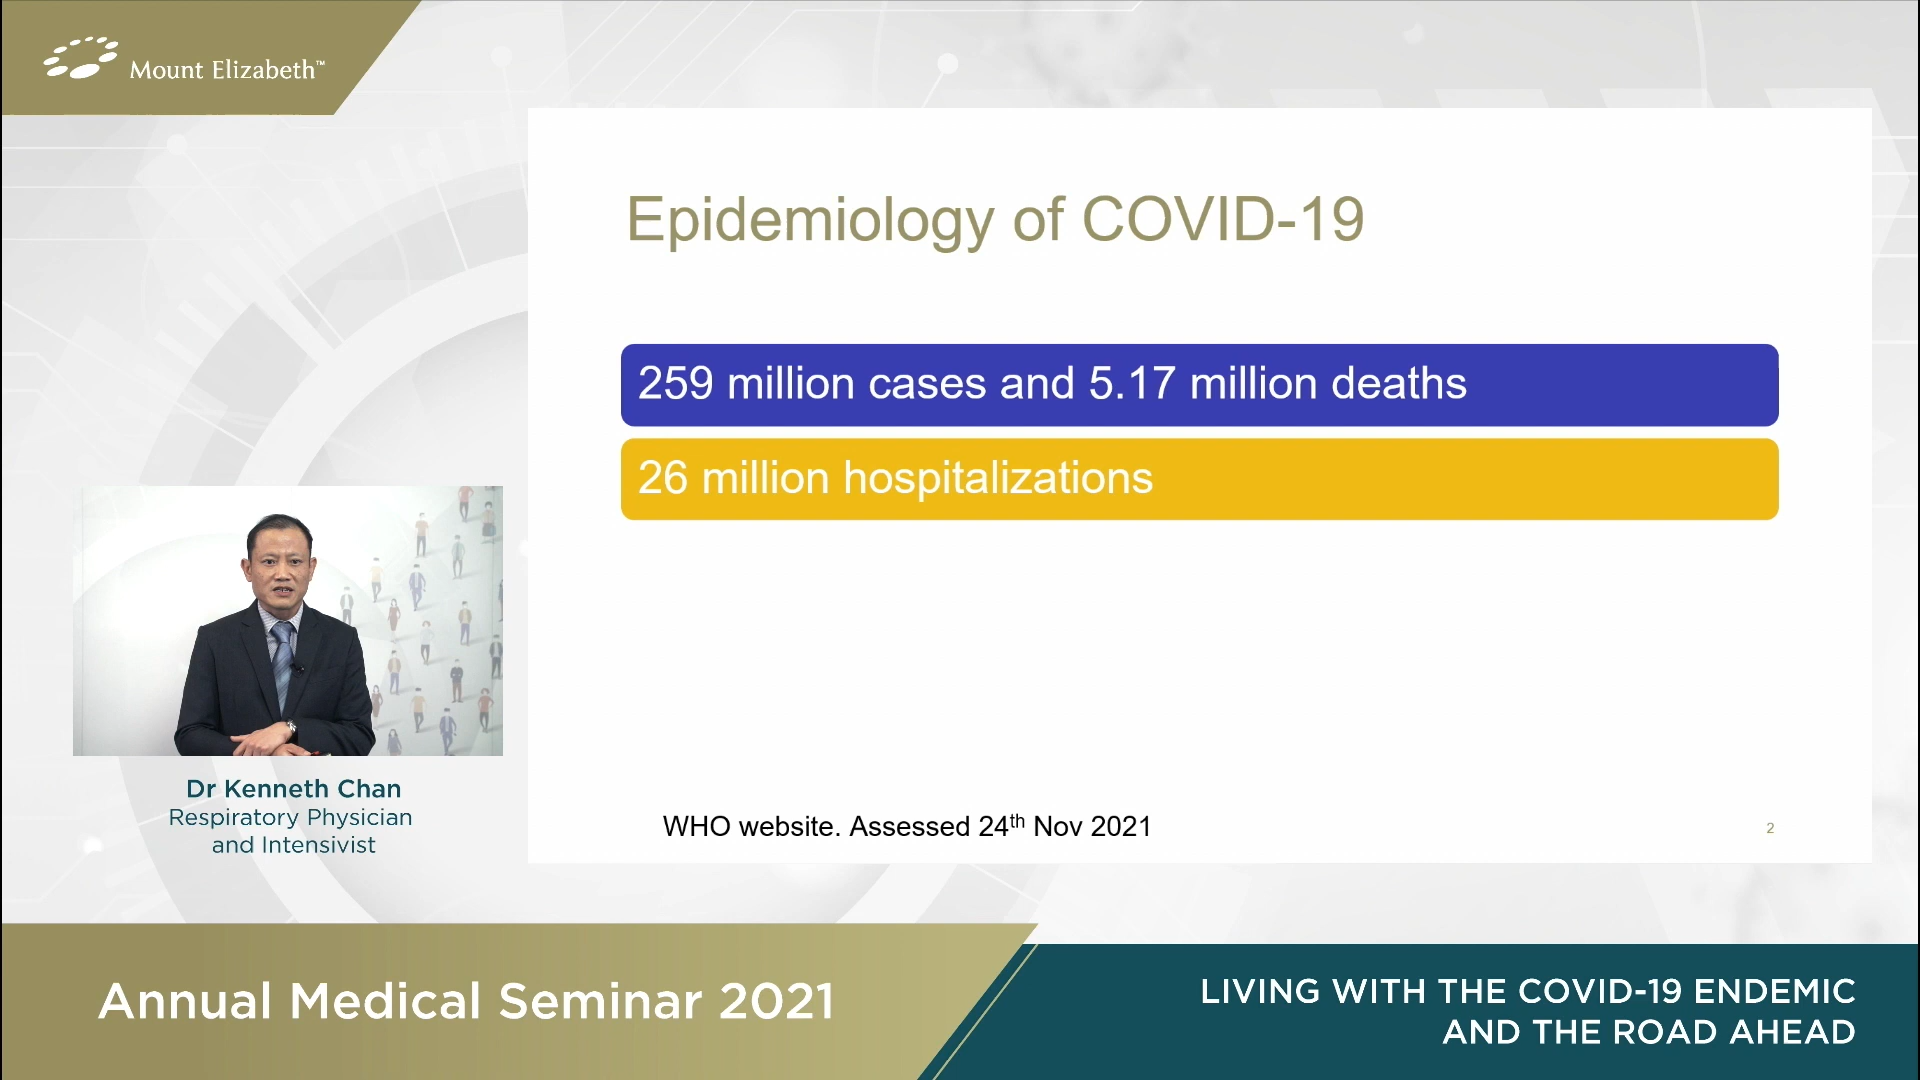 Mount Elizabeth™
Epidemiology of COVID-19
259 million cases and 5.17 million deaths
26 million hospitalizations
WHO website. Assessed 24th Nov 2021
2
Dr Kenneth Chan
Respiratory Physician
and Intensivist
Annual Medical Seminar 2021
LIVING WITH THE COVID-19 ENDEMIC
AND THE ROAD AHEAD